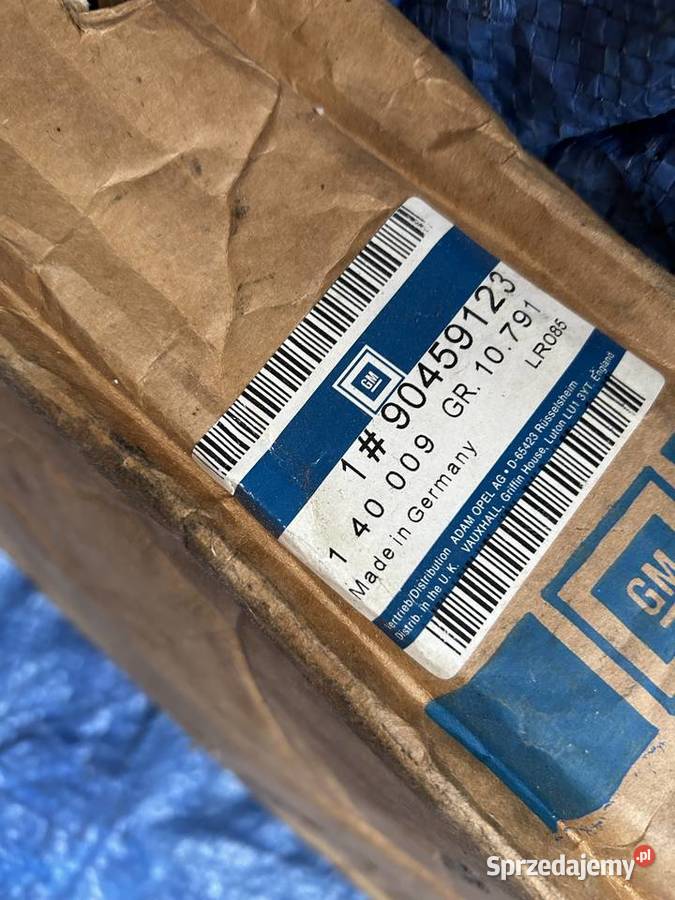 GM
1# 90459123
1 40 009 GR. 10.791
Made in Germany LR085
Vertrieb/Distribution ADAM OPEL AG • D-65423 Rüsselsheim
Distrib. in the U.K. VAUXHALL, Griffin House, Luton LU1 3YT, England
GM
Sprzedajemy.pl